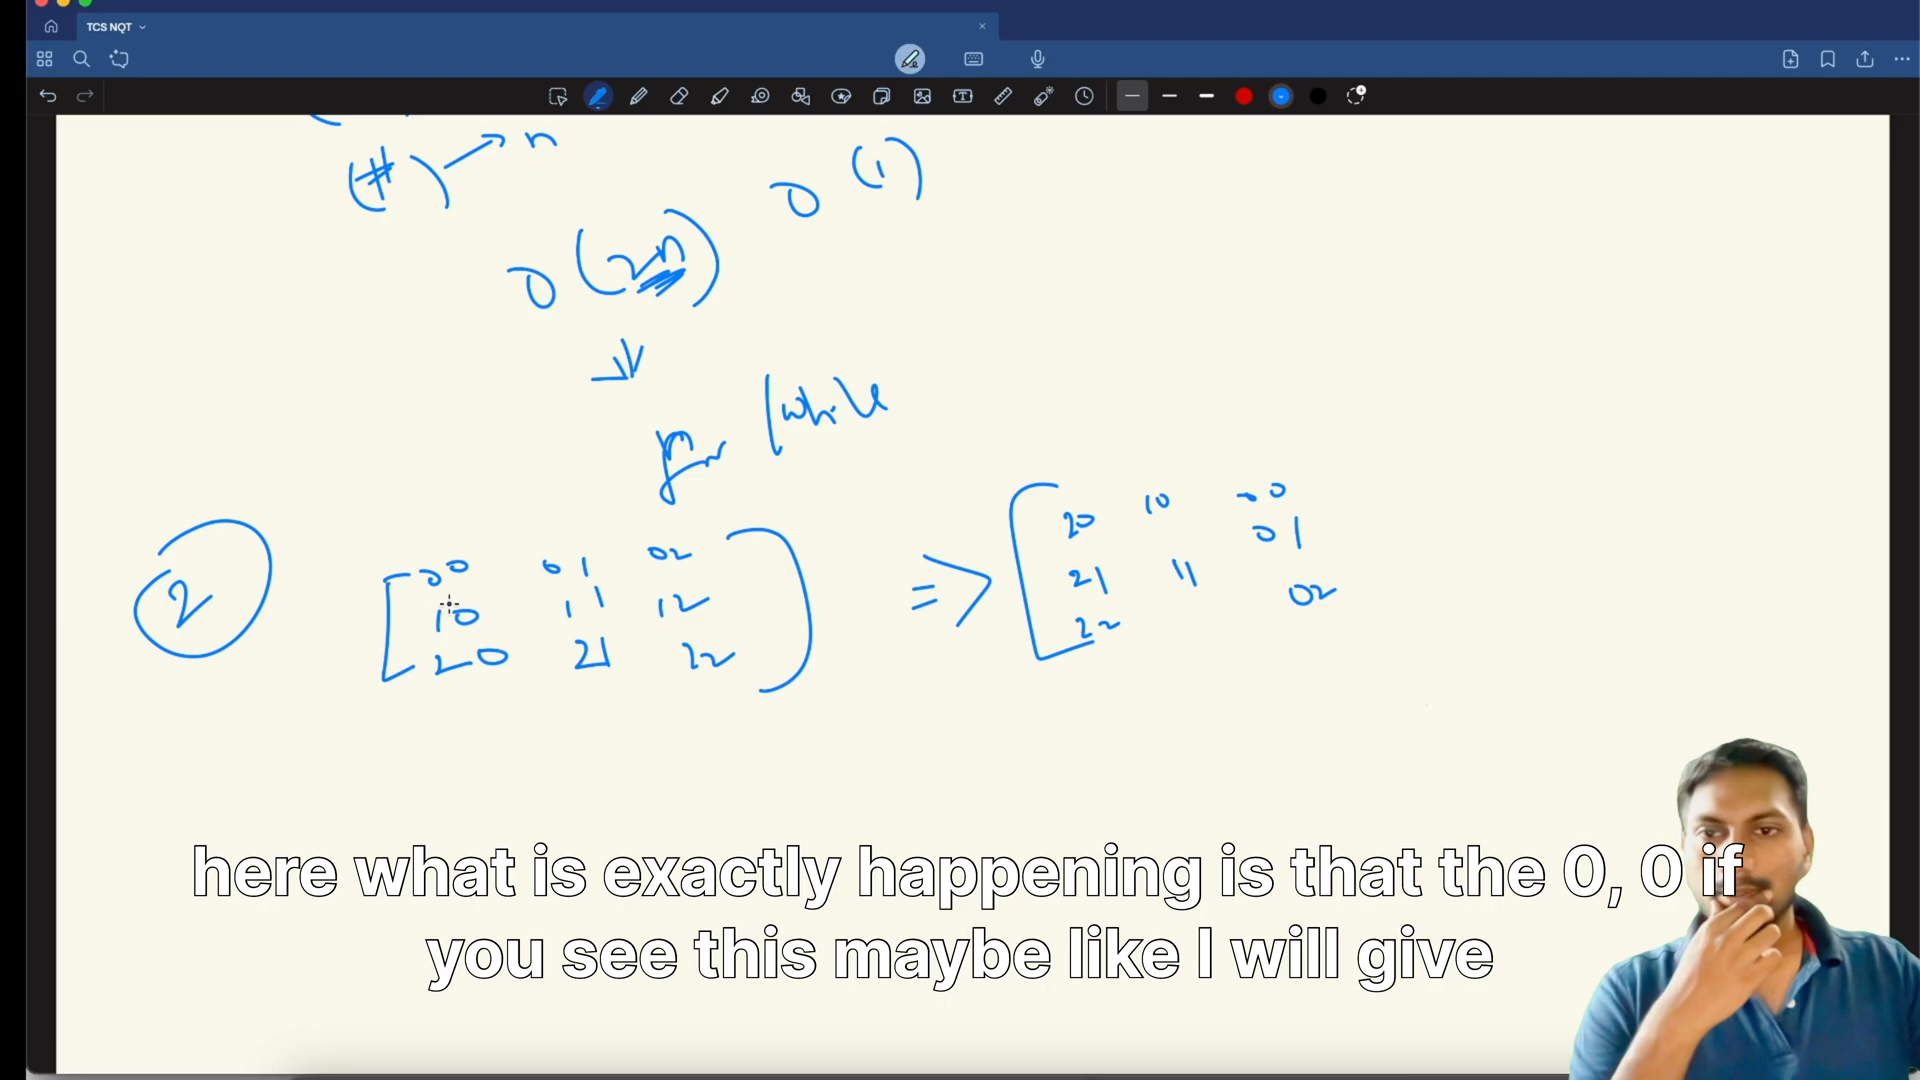 TCS NQT
(#) → n
O (1)
O (2n)
for /while
2
00 01 02
10 11 12
20 21 22
=>
20 10 00
21 11 01
22 02
here what is exactly happening is that the 0, 0 if
you see this maybe like I will give